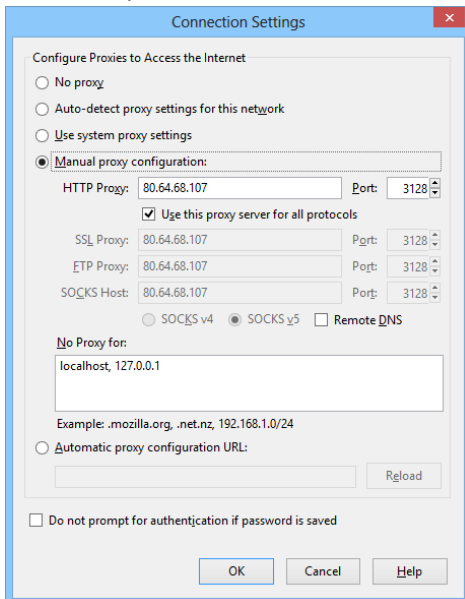 Connection Settings
Configure Proxies to Access the Internet
No proxy
Auto-detect proxy settings for this network
Use system proxy settings
Manual proxy configuration:
HTTP Proxy: 80.64.68.107 Port: 3128
Use this proxy server for all protocols
SSL Proxy: 80.64.68.107 Port: 3128
FTP Proxy: 80.64.68.107 Port: 3128
SOCKS Host: 80.64.68.107 Port: 3128
SOCKS v4 SOCKS v5 Remote DNS
No Proxy for:
localhost, 127.0.0.1
Example: .mozilla.org, .net.nz, 192.168.1.0/24
Automatic proxy configuration URL:
Reload
Do not prompt for authentication if password is saved
OK Cancel Help